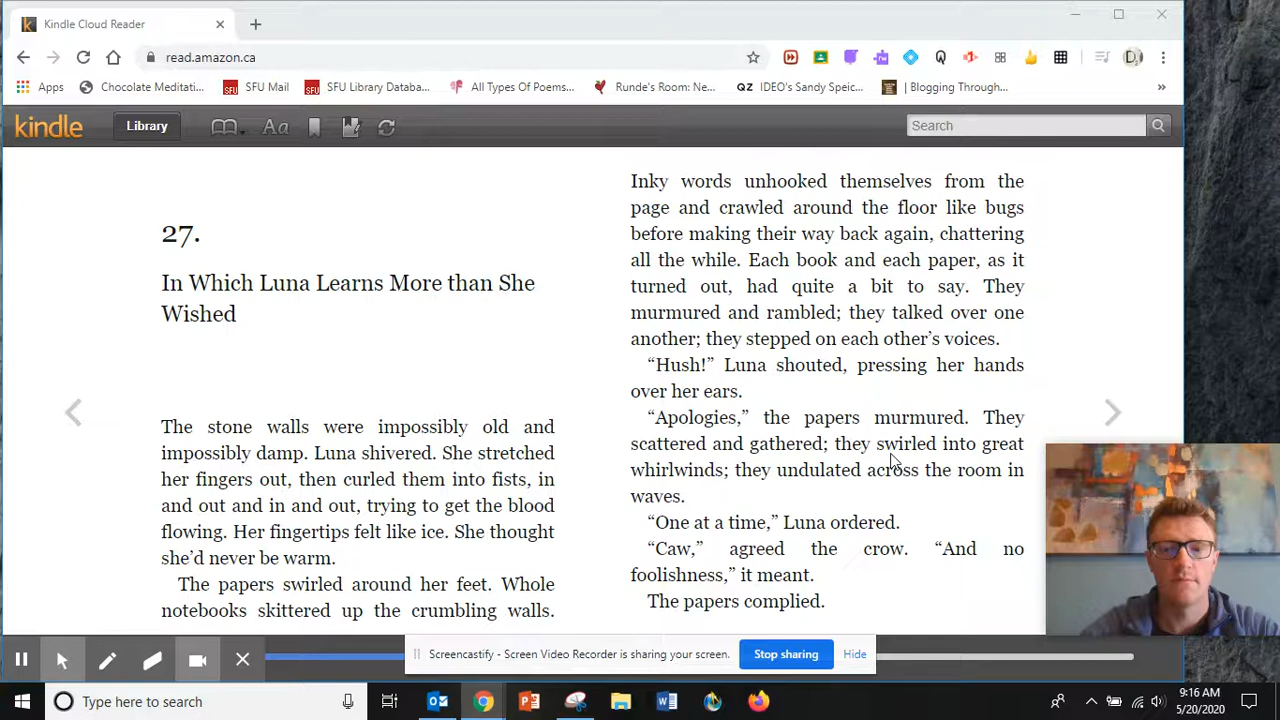 Kindle Cloud Reader
read.amazon.ca
Apps
Chocolate Meditati...
SFU Mail
SFU Library Databa...
All Types Of Poems...
Runde's Room: Ne...
QZ IDEO's Sandy Speic...
| Blogging Through...
»
kindle
Library
Aa
Search
27.
In Which Luna Learns More than She
Wished
The stone walls were impossibly old and
impossibly damp. Luna shivered. She stretched
her fingers out, then curled them into fists, in
and out and in and out, trying to get the blood
flowing. Her fingertips felt like ice. She thought
she’d never be warm.
The papers swirled around her feet. Whole
notebooks skittered up the crumbling walls.
Inky words unhooked themselves from the
page and crawled around the floor like bugs
before making their way back again, chattering
all the while. Each book and each paper, as it
turned out, had quite a bit to say. They
murmured and rambled; they talked over one
another; they stepped on each other’s voices.
“Hush!” Luna shouted, pressing her hands
over her ears.
“Apologies,” the papers murmured. They
scattered and gathered; they swirled into great
whirlwinds; they undulated across the room in
waves.
“One at a time,” Luna ordered.
“Caw,” agreed the crow. “And no
foolishness,” it meant.
The papers complied.
Screencastify - Screen Video Recorder is sharing your screen.
Stop sharing
Hide
Type here to search
9:16 AM
5/20/2020